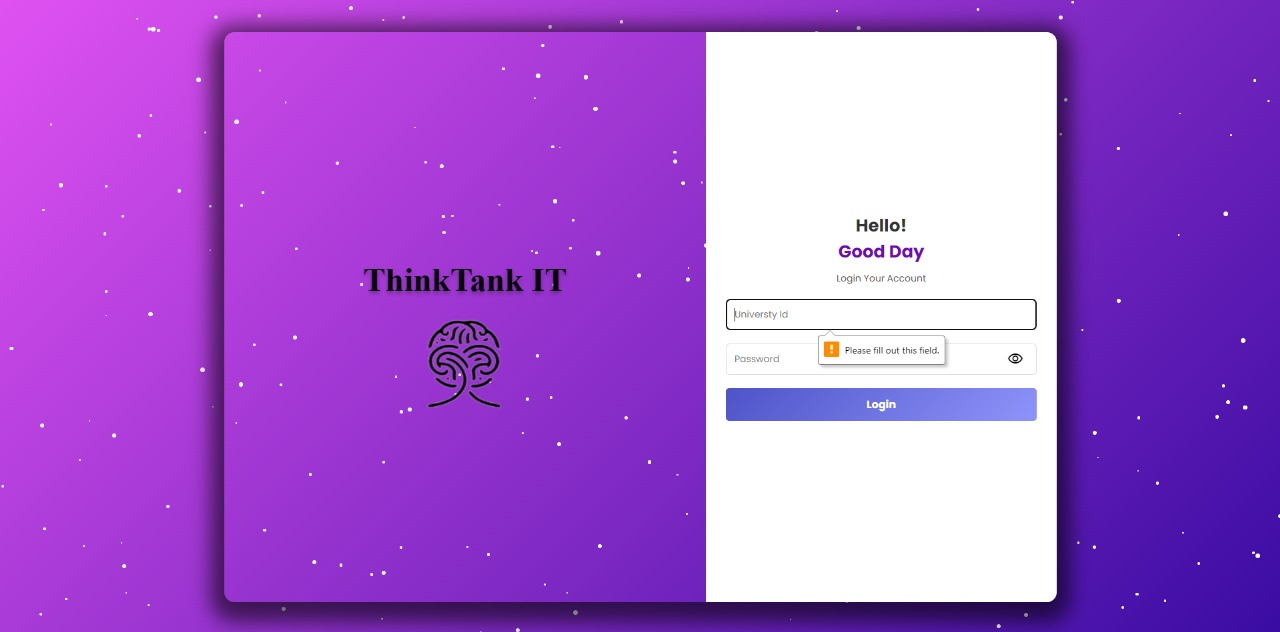 ThinkTank IT
Hello!
Good Day
Login Your Account
Universty Id
Please fill out this field.
Password
Login